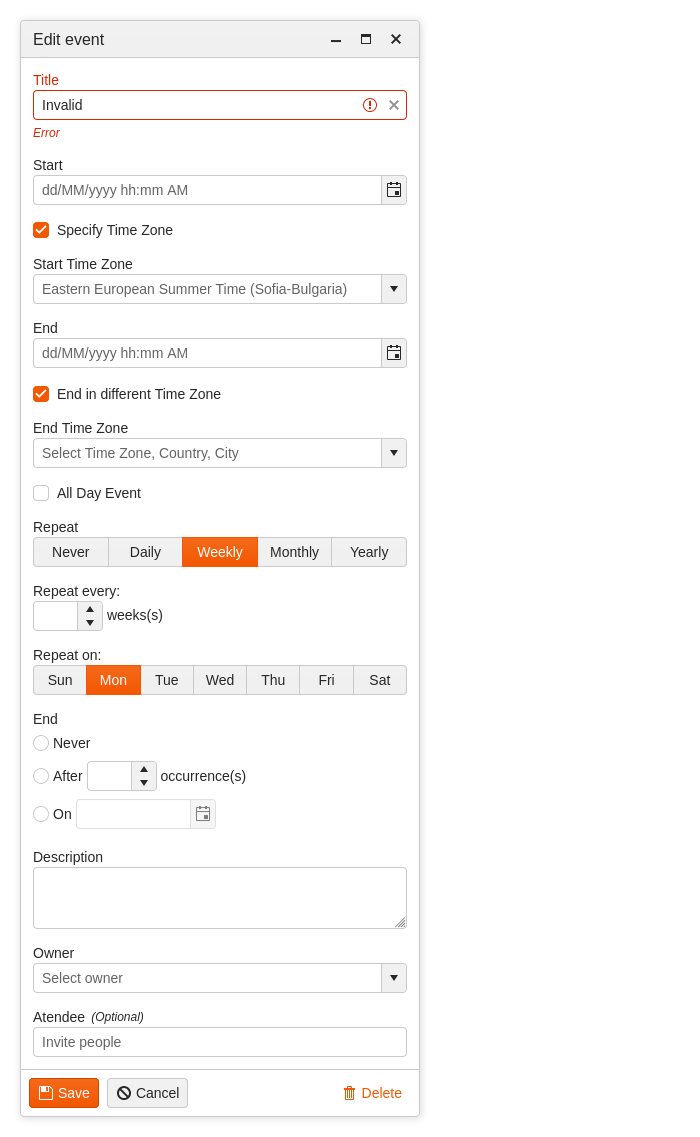 Edit event
Title
Invalid
Error
Start
dd/MM/yyyy hh:mm AM
Specify Time Zone
Start Time Zone
Eastern European Summer Time (Sofia-Bulgaria)
End
dd/MM/yyyy hh:mm AM
End in different Time Zone
End Time Zone
Select Time Zone, Country, City
All Day Event
Repeat
Never Daily Weekly Monthly Yearly
Repeat every:
weeks(s)
Repeat on:
Sun Mon Tue Wed Thu Fri Sat
End
Never
After occurrence(s)
On
Description
Owner
Select owner
Atendee (Optional)
Invite people
Save Cancel Delete